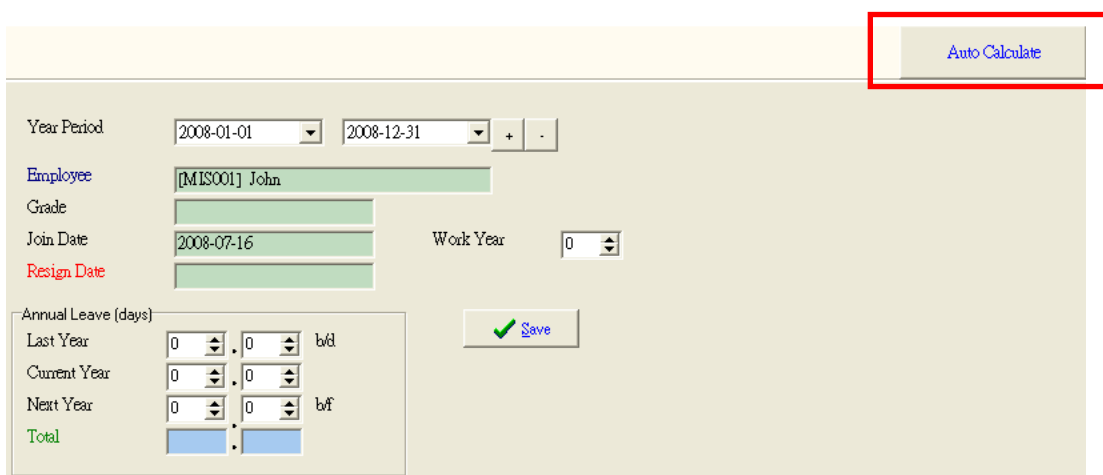 Auto Calculate
Year Period 2008-01-01 2008-12-31 + -
Employee [MIS001] John
Grade
Join Date 2008-07-16 Work Year 0
Resign Date
Annual Leave (days)
Save
Last Year 0 . 0 b/d
Current Year 0 . 0
Next Year 0 . 0 b/f
Total .